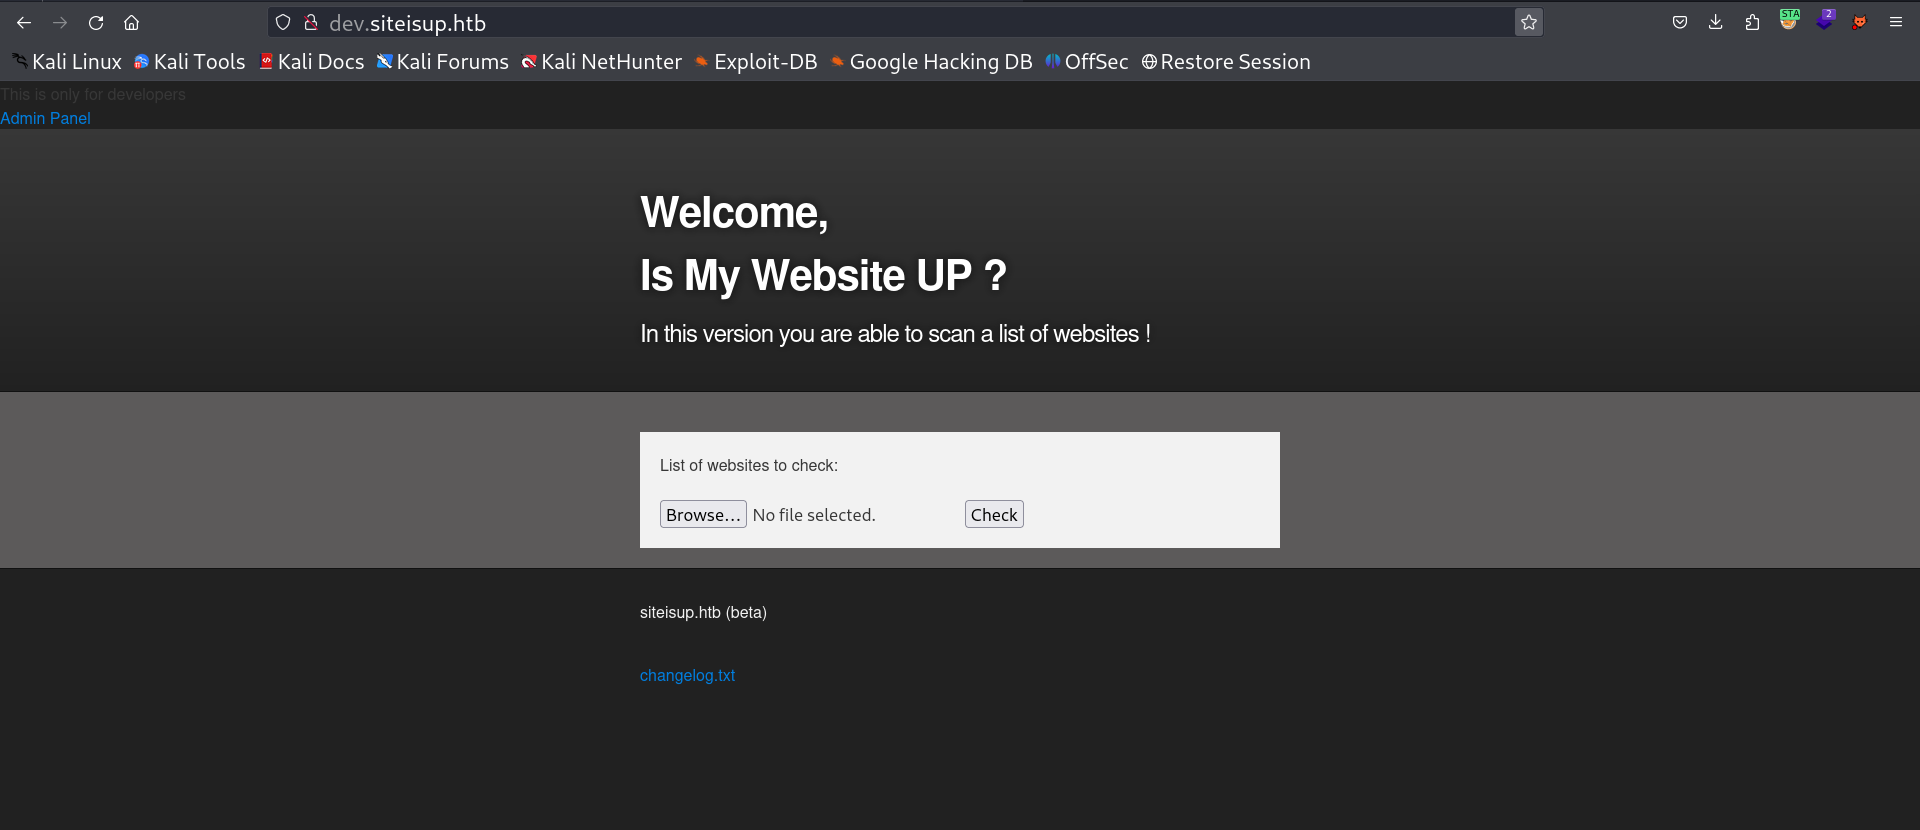 dev.siteisup.htb
STA
2
Kali Linux Kali Tools Kali Docs Kali Forums Kali NetHunter Exploit-DB Google Hacking DB OffSec Restore Session
This is only for developers
Admin Panel
Welcome,
Is My Website UP ?
In this version you are able to scan a list of websites !
List of websites to check:
Browse... No file selected. Check
siteisup.htb (beta)
changelog.txt